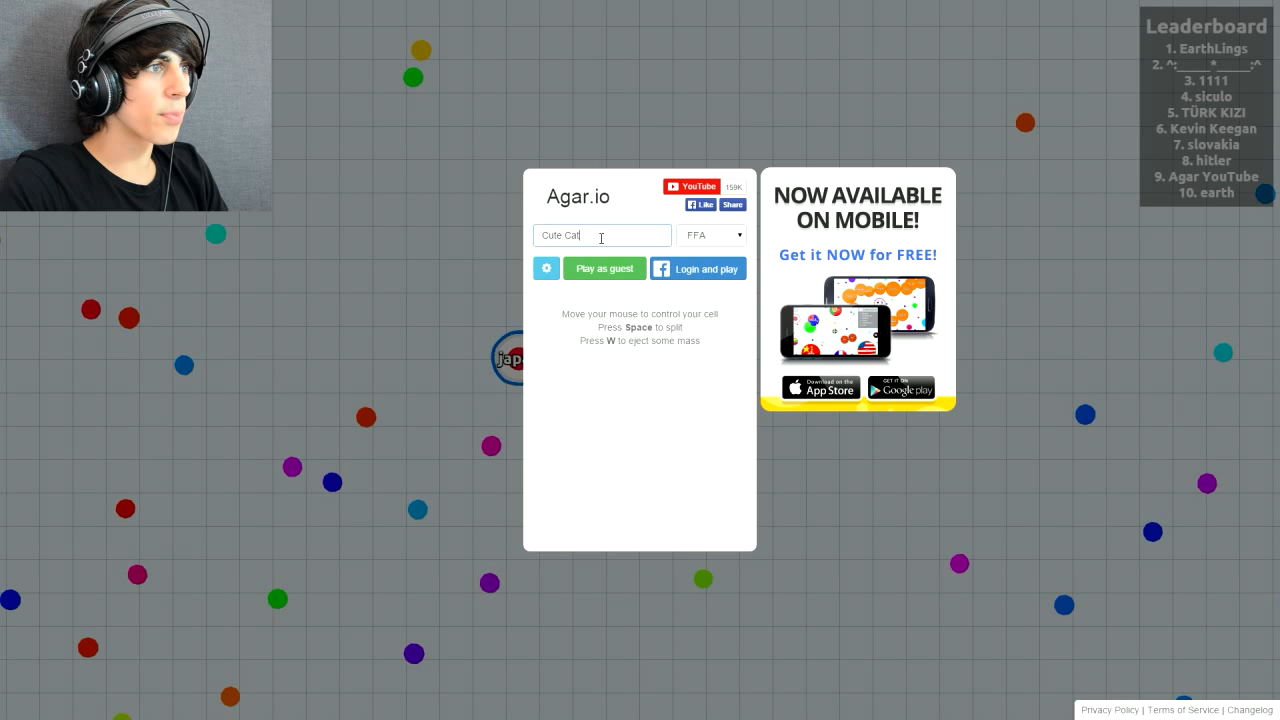 Leaderboard
1. EarthLings
2. ^:_____*_____:^
3. 1111
4. siculo
5. TÜRK KIZI
6. Kevin Keegan
7. slovakia
8. hitler
9. Agar YouTube
10. earth
Agar.io
YouTube 159K
Like Share
Cute Cat FFA
Play as guest Login and play
Move your mouse to control your cell
Press Space to split
Press W to eject some mass
NOW AVAILABLE
ON MOBILE!
Get it NOW for FREE!
Download on the
App Store
GET IT ON
Google play
japa
Privacy Policy | Terms of Service | Changelog